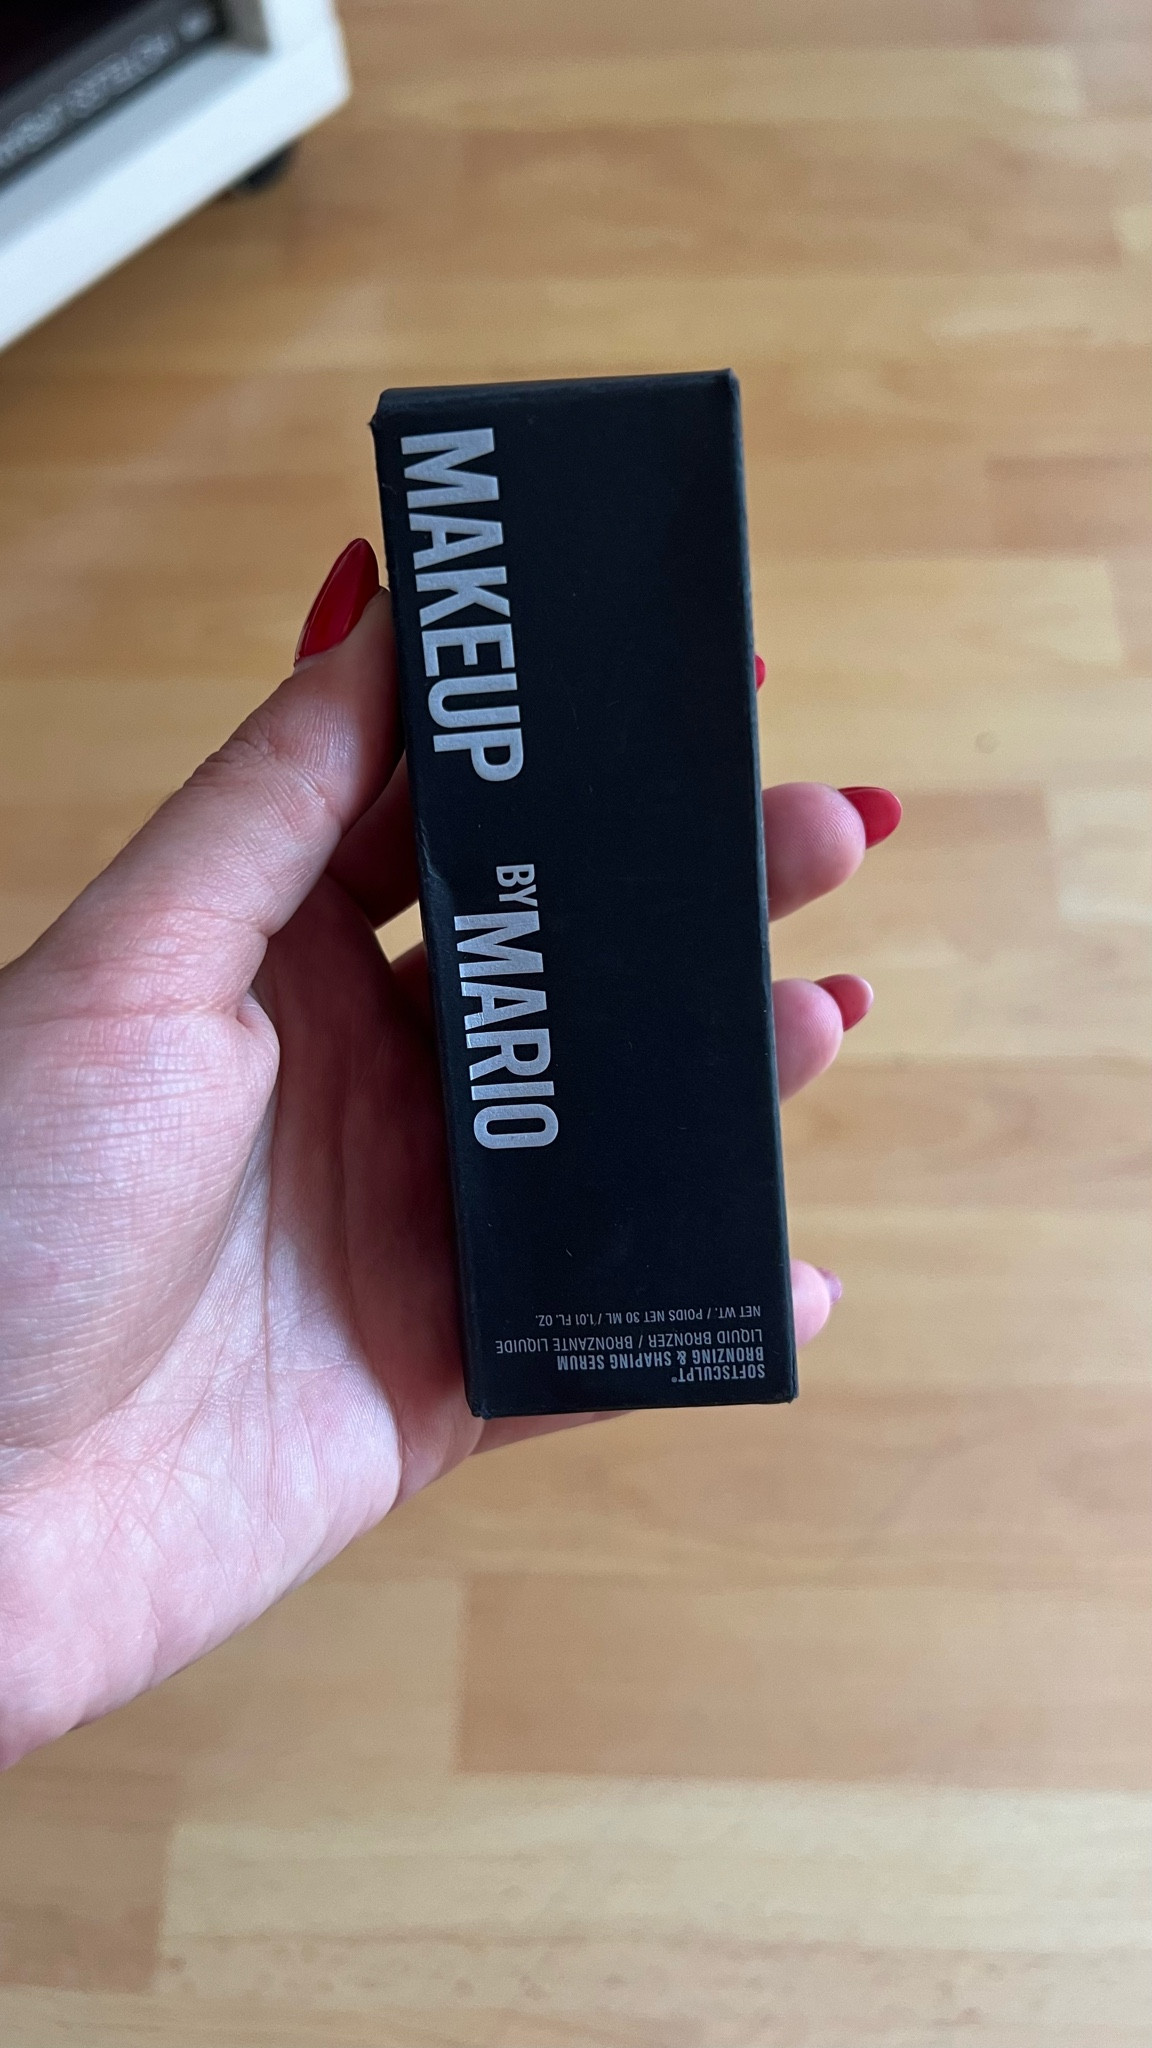 MAKEUP
BY MARIO
SOFTSCULPT®
BRONZING & SHAPING SERUM
LIQUID BRONZER / BRONZANTE LIQUIDE
NET WT. / POIDS NET 30 ML / 1.01 FL. OZ.